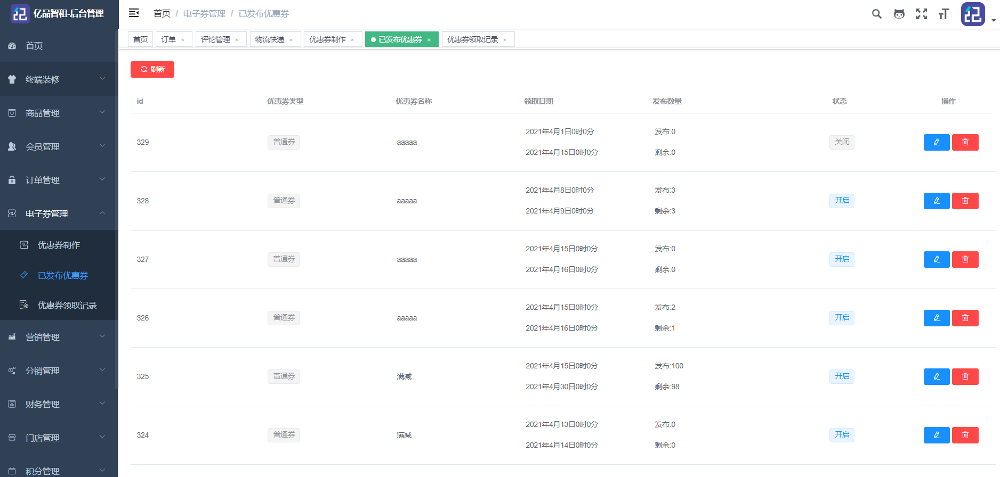 亿品智租-后台管理
首页 / 电子券管理 / 已发布优惠券
首页
订单 ×
评论管理 ×
物流快递 ×
优惠券制作 ×
已发布优惠券 ×
优惠券领取记录 ×
首页
终端装修
商品管理
会员管理
订单管理
电子券管理
优惠券制作
已发布优惠券
优惠券领取记录
营销管理
分销管理
财务管理
门店管理
积分管理
刷新
id 优惠券类型 优惠券名称 领取日期 发布数量 状态 操作
2021年4月1日0时0分 发布:0
329 普通券 aaaaa 关闭
2021年4月15日0时0分 剩余:0
2021年4月8日0时0分 发布:3
328 普通券 aaaaa 开启
2021年4月9日0时0分 剩余:3
2021年4月15日0时0分 发布:0
327 普通券 aaaaa 开启
2021年4月16日0时0分 剩余:0
2021年4月15日0时0分 发布:2
326 普通券 aaaaa 开启
2021年4月16日0时0分 剩余:1
2021年4月15日0时0分 发布:100
325 普通券 满减 开启
2021年4月30日0时0分 剩余:98
2021年4月13日0时0分 发布:0
324 普通券 满减 开启
2021年4月14日0时0分 剩余:0